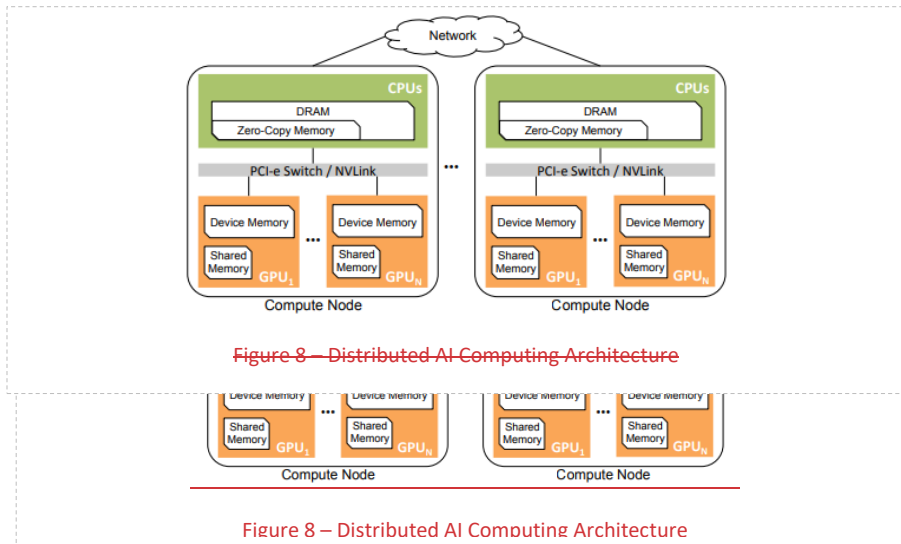 Network
CPUs
CPUs
DRAM
DRAM
Zero-Copy Memory
Zero-Copy Memory
PCI-e Switch / NVLink
...
PCI-e Switch / NVLink
Device Memory
...
Device Memory
Device Memory
...
Device Memory
Shared
Memory
GPU1
Shared
Memory
GPUN
Shared
Memory
GPU1
Shared
Memory
GPUN
Compute Node
Compute Node
Figure 8 – Distributed AI Computing Architecture
Device Memory
...
Device Memory
Device Memory
...
Device Memory
Shared
Memory
GPU1
Shared
Memory
GPUN
Shared
Memory
GPU1
Shared
Memory
GPUN
Compute Node
Compute Node
Figure 8 – Distributed AI Computing Architecture